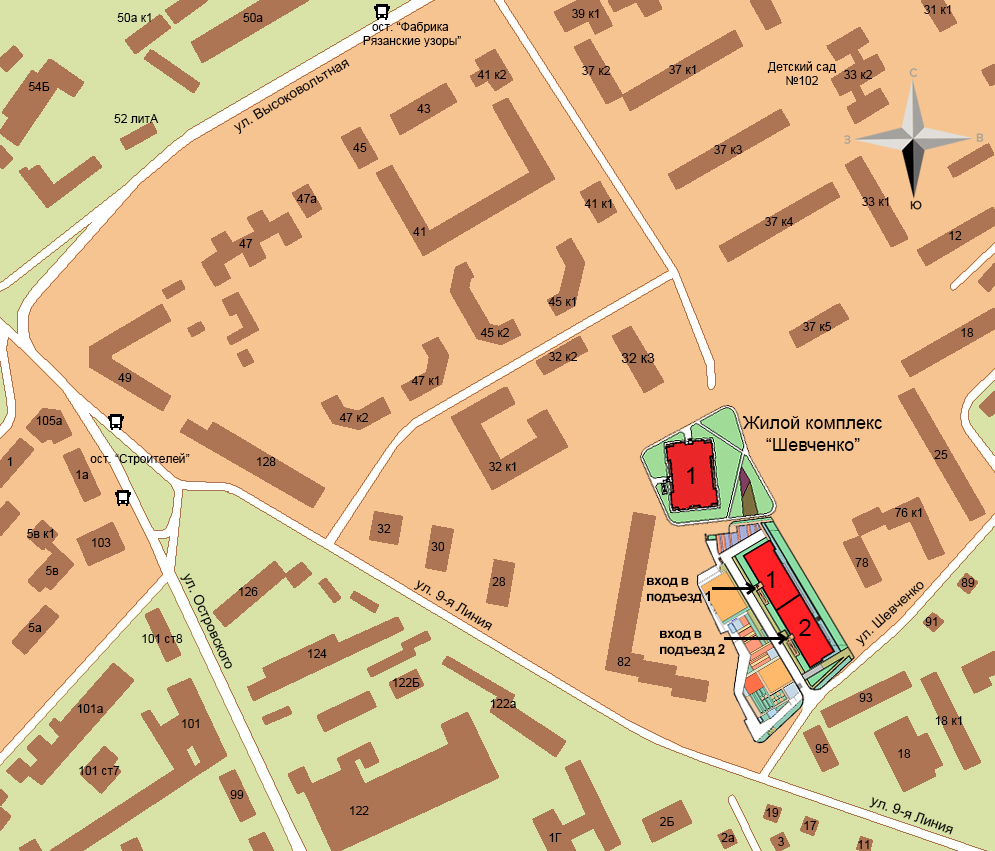 50а к1
50а
ост. “Фабрика
Рязанские узоры”
39 к1
31 к1
41 к2
37 к2
37 к1
Детский сад
№102
33 к2
С
54Б
ул. Высоковольтная
43
52 литА
З
В
45
37 к3
47а
41 к1
33 к1
Ю
41
37 к4
12
47
45 к1
45 к2
37 к5
18
32 к2
32 к3
49
47 к1
47 к2
105а
Жилой комплекс
“Шевченко”
ост. “Строителей”
128
1
1а
32 к1
1
25
76 к1
32
5в к1
103
30
78
5в
28
вход в
подъезд 1
1
89
126
ул. 9-я Линия
ул. Шевченко
ул. Островского
91
5а
101 ст8
2
вход в
подъезд 2
124
82
122Б
101а
122а
93
101
18 к1
95
18
101 ст7
99
122
ул. 9-я Линия
19
2Б
17
1Г
2а
3
11